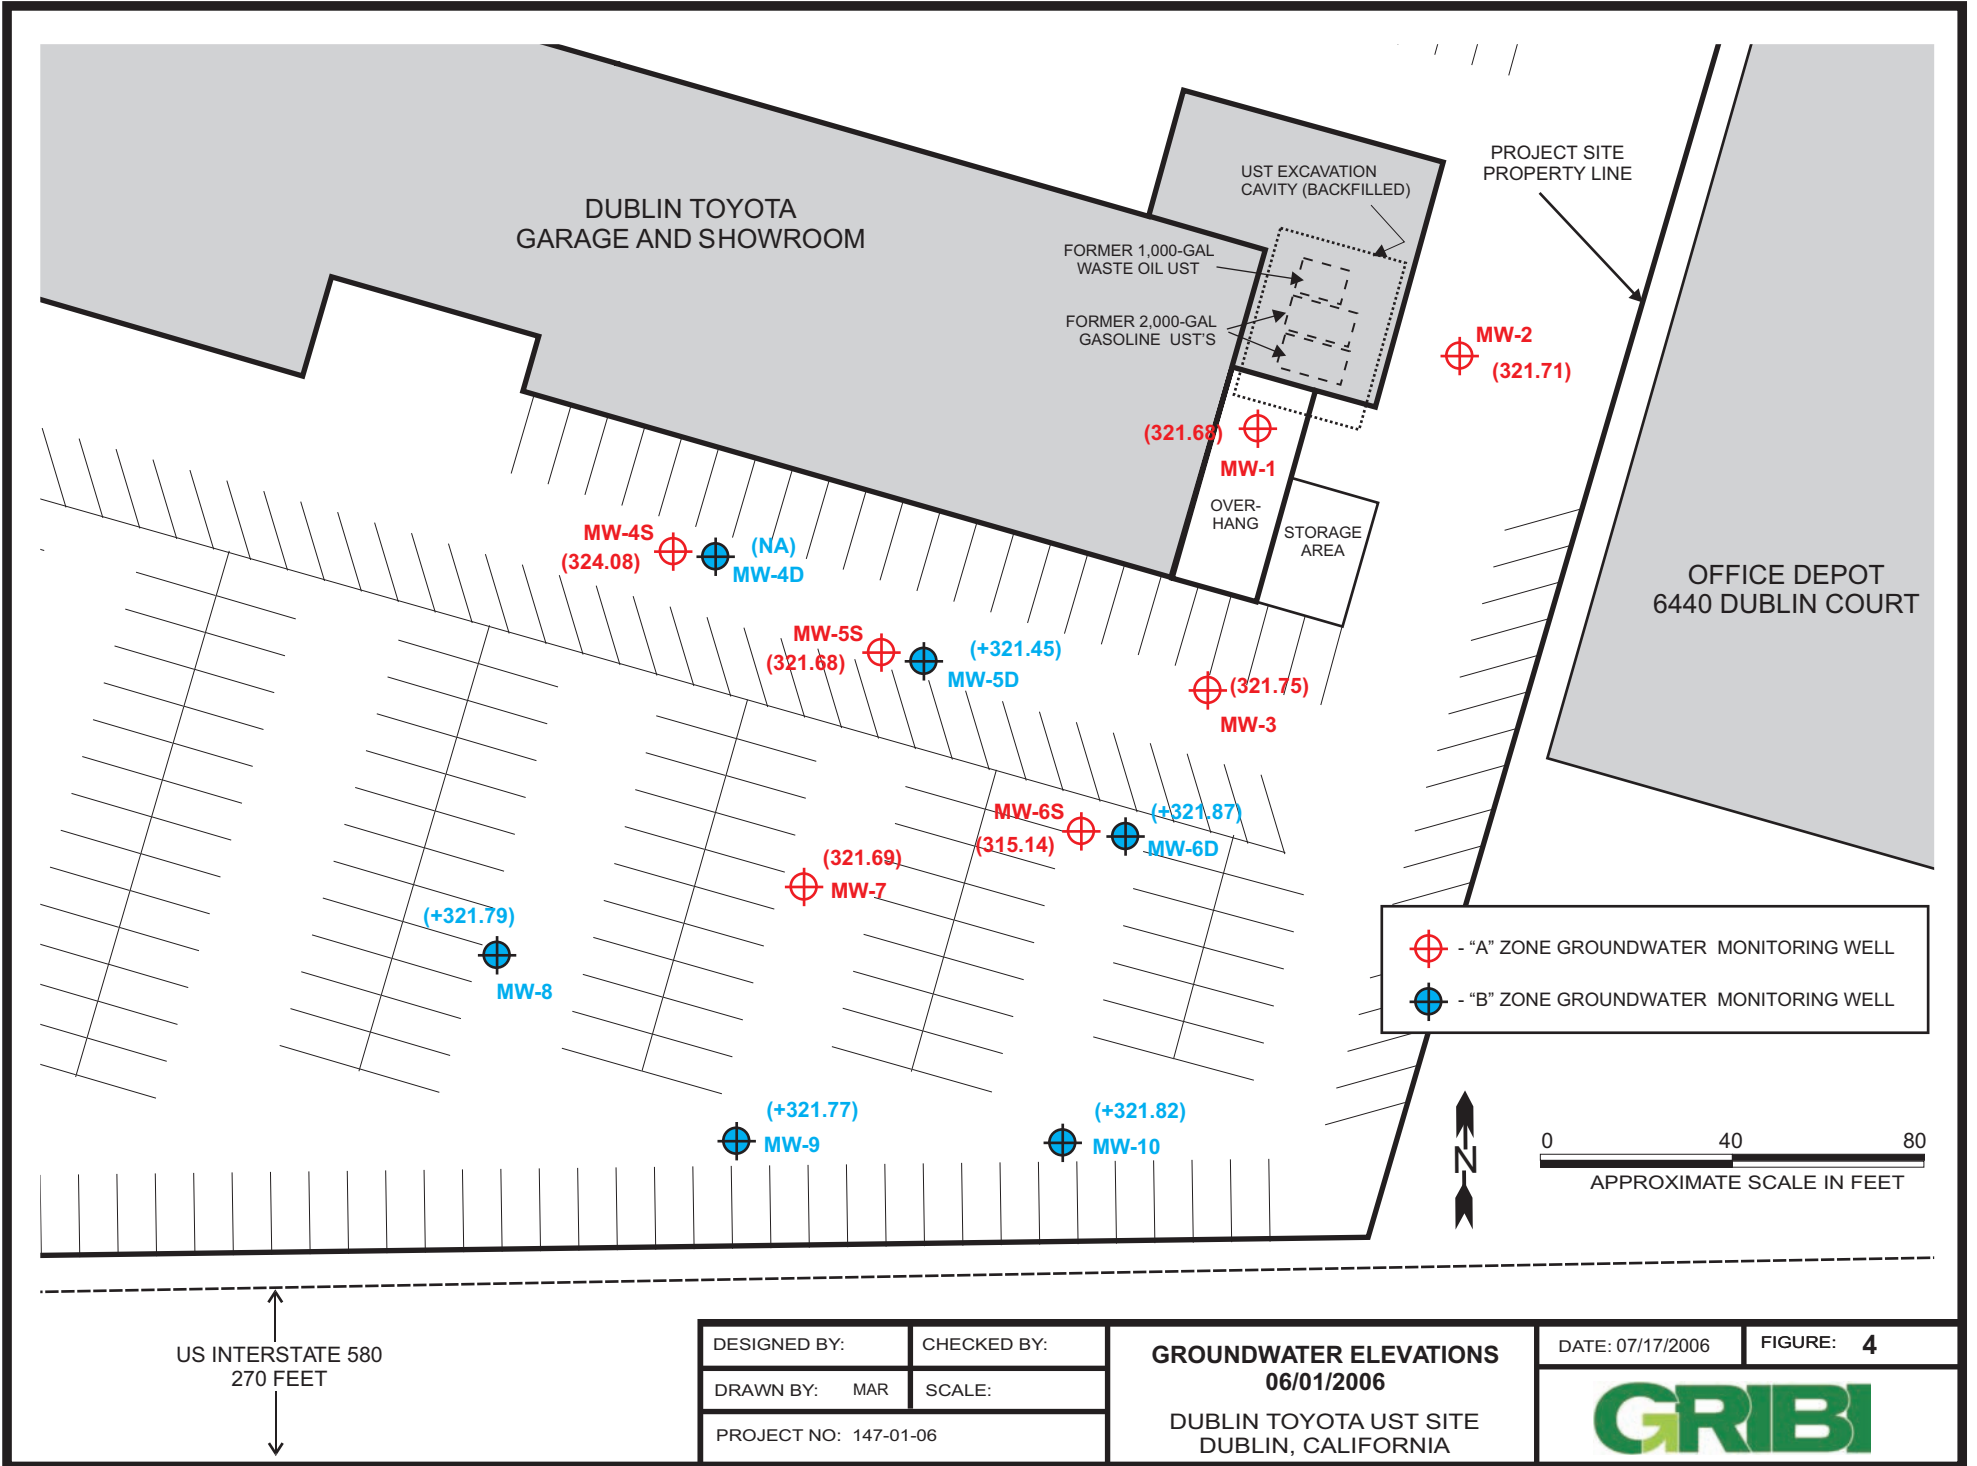 DUBLIN TOYOTA
GARAGE AND SHOWROOM
UST EXCAVATION
CAVITY (BACKFILLED)
PROJECT SITE
PROPERTY LINE
FORMER 1,000-GAL
WASTE OIL UST
FORMER 2,000-GAL
GASOLINE UST'S
MW-2
(321.71)
(321.68)
MW-1
OVER-
HANG
STORAGE
AREA
MW-4S
(324.08)
(NA)
MW-4D
OFFICE DEPOT
6440 DUBLIN COURT
MW-5S
(321.68)
(+321.45)
MW-5D
(321.75)
MW-3
MW-6S
(315.14)
(+321.87)
MW-6D
(321.69)
MW-7
(+321.79)
MW-8
- “A” ZONE GROUNDWATER MONITORING WELL
- “B” ZONE GROUNDWATER MONITORING WELL
(+321.77)
MW-9
(+321.82)
MW-10
N
0 40 80
APPROXIMATE SCALE IN FEET
US INTERSTATE 580
270 FEET
DESIGNED BY:
CHECKED BY:
DRAWN BY: MAR
SCALE:
PROJECT NO: 147-01-06
GROUNDWATER ELEVATIONS
06/01/2006
DUBLIN TOYOTA UST SITE
DUBLIN, CALIFORNIA
DATE: 07/17/2006
FIGURE: 4
GRIBI